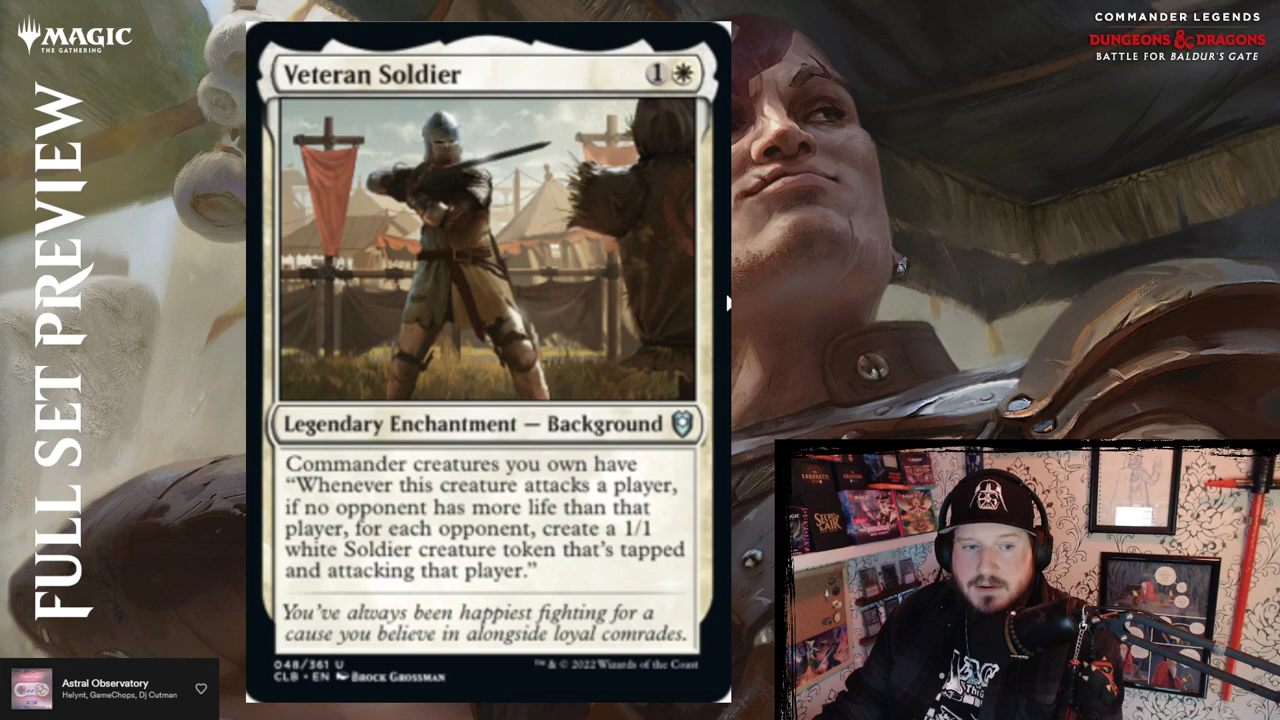 MAGIC
THE GATHERING
FULL SET PREVIEW
COMMANDER LEGENDS
DUNGEONS & DRAGONS
BATTLE FOR BALDUR'S GATE
Veteran Soldier 1
Legendary Enchantment — Background
Commander creatures you own have
“Whenever this creature attacks a player,
if no opponent has more life than that
player, for each opponent, create a 1/1
white Soldier creature token that's tapped
and attacking that player.”
You've always been happiest fighting for a
cause you believe in alongside loyal comrades.
048/361 U
CLB • EN BROCK GROSSMAN
™ & © 2022 Wizards of the Coast
Astral Observatory
Helynt, GameChops, Dj Cutman
SECRET
LAIR